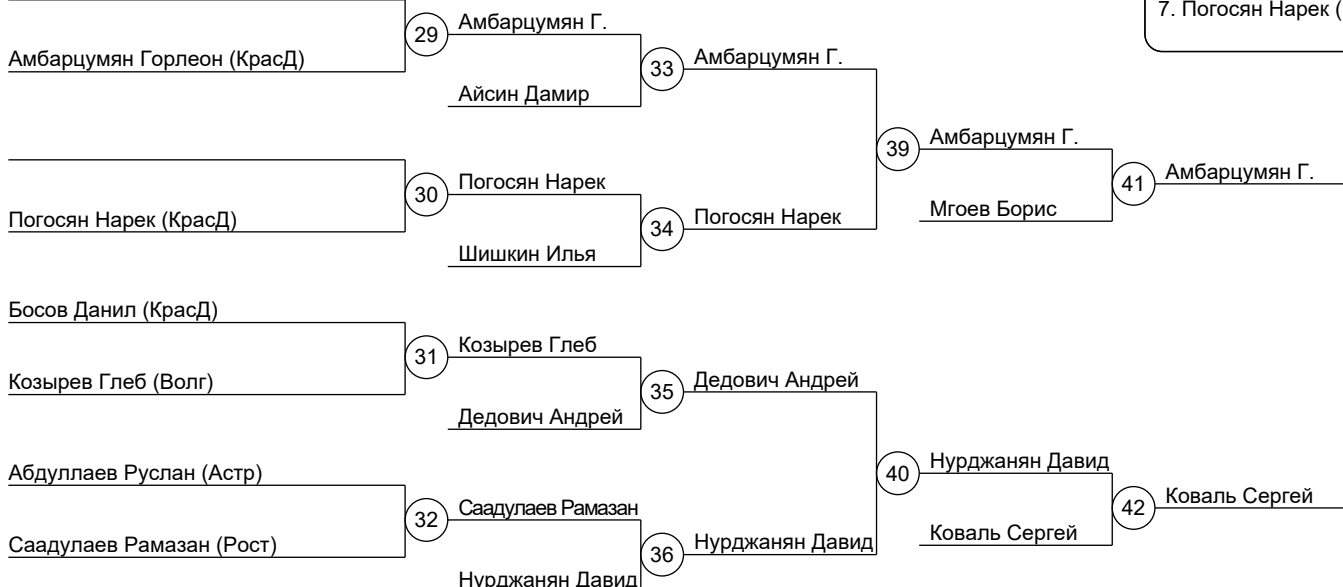 7. Погосян Нарек (
29
Амбарцумян Г.
Амбарцумян Горлеон (КрасД)
33
Амбарцумян Г.
Айсин Дамир
39
Амбарцумян Г.
30
Погосян Нарек
41
Амбарцумян Г.
Погосян Нарек (КрасД)
34
Погосян Нарек
Мгоев Борис
Шишкин Илья
Босов Данил (КрасД)
31
Козырев Глеб
Козырев Глеб (Волг)
35
Дедович Андрей
Дедович Андрей
Абдуллаев Руслан (Астр)
40
Нурджанян Давид
32
Саадулаев Рамазан
42
Коваль Сергей
Саадулаев Рамазан (Рост)
36
Нурджанян Давид
Коваль Сергей
Нурджанян Давид